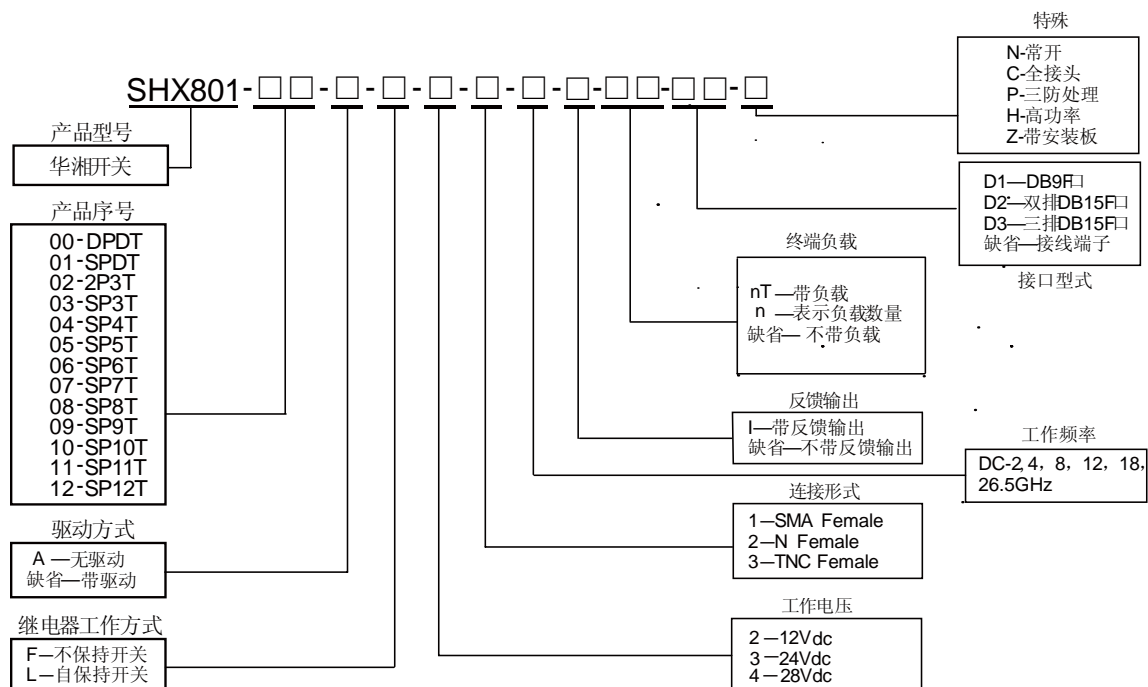 特殊
N-常开
C-全接头
P-三防处理
H-高功率
Z-带安装板
SHX801-□□-□-□-□-□-□-□-□□-□□-□
产品型号
华湘开关
产品序号
00-DPDT
01-SPDT
02-2P3T
03-SP3T
04-SP4T
05-SP5T
06-SP6T
07-SP7T
08-SP8T
09-SP9T
10-SP10T
11-SP11T
12-SP12T
D1—DB9F口
D2—双排DB15F口
D3—三排DB15F口
缺省—接线端子
接口型式
终端负载
nT—带负载
n —表示负载数量
缺省— 不带负载
反馈输出
I—带反馈输出
缺省—不带反馈输出
工作频率
DC-2,4，8，12，18，
26.5GHz
连接形式
1—SMA Female
2—N Female
3—TNC Female
驱动方式
A —无驱动
缺省—带驱动
工作电压
2—12Vdc
3—24Vdc
4—28Vdc
继电器工作方式
F—不保持开关
L—自保持开关